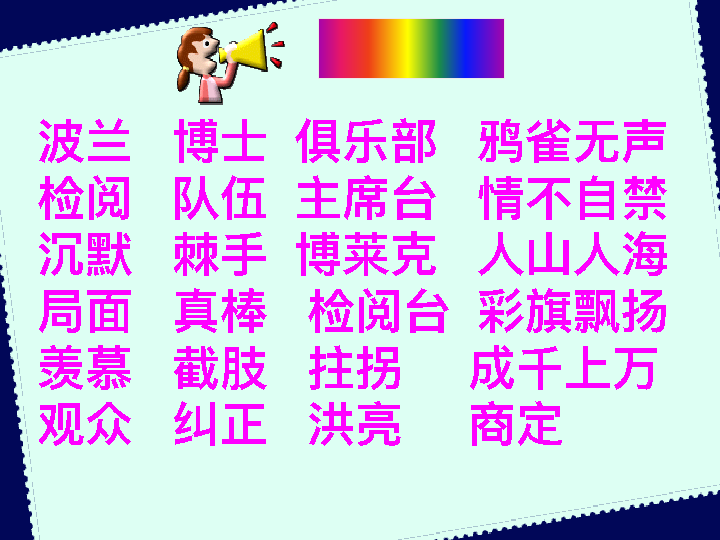 波兰 博士 俱乐部 鸦雀无声
检阅 队伍 主席台 情不自禁
沉默 棘手 博莱克 人山人海
局面 真棒 检阅台 彩旗飘扬
羡慕 截肢 拄拐 成千上万
观众 纠正 洪亮 商定